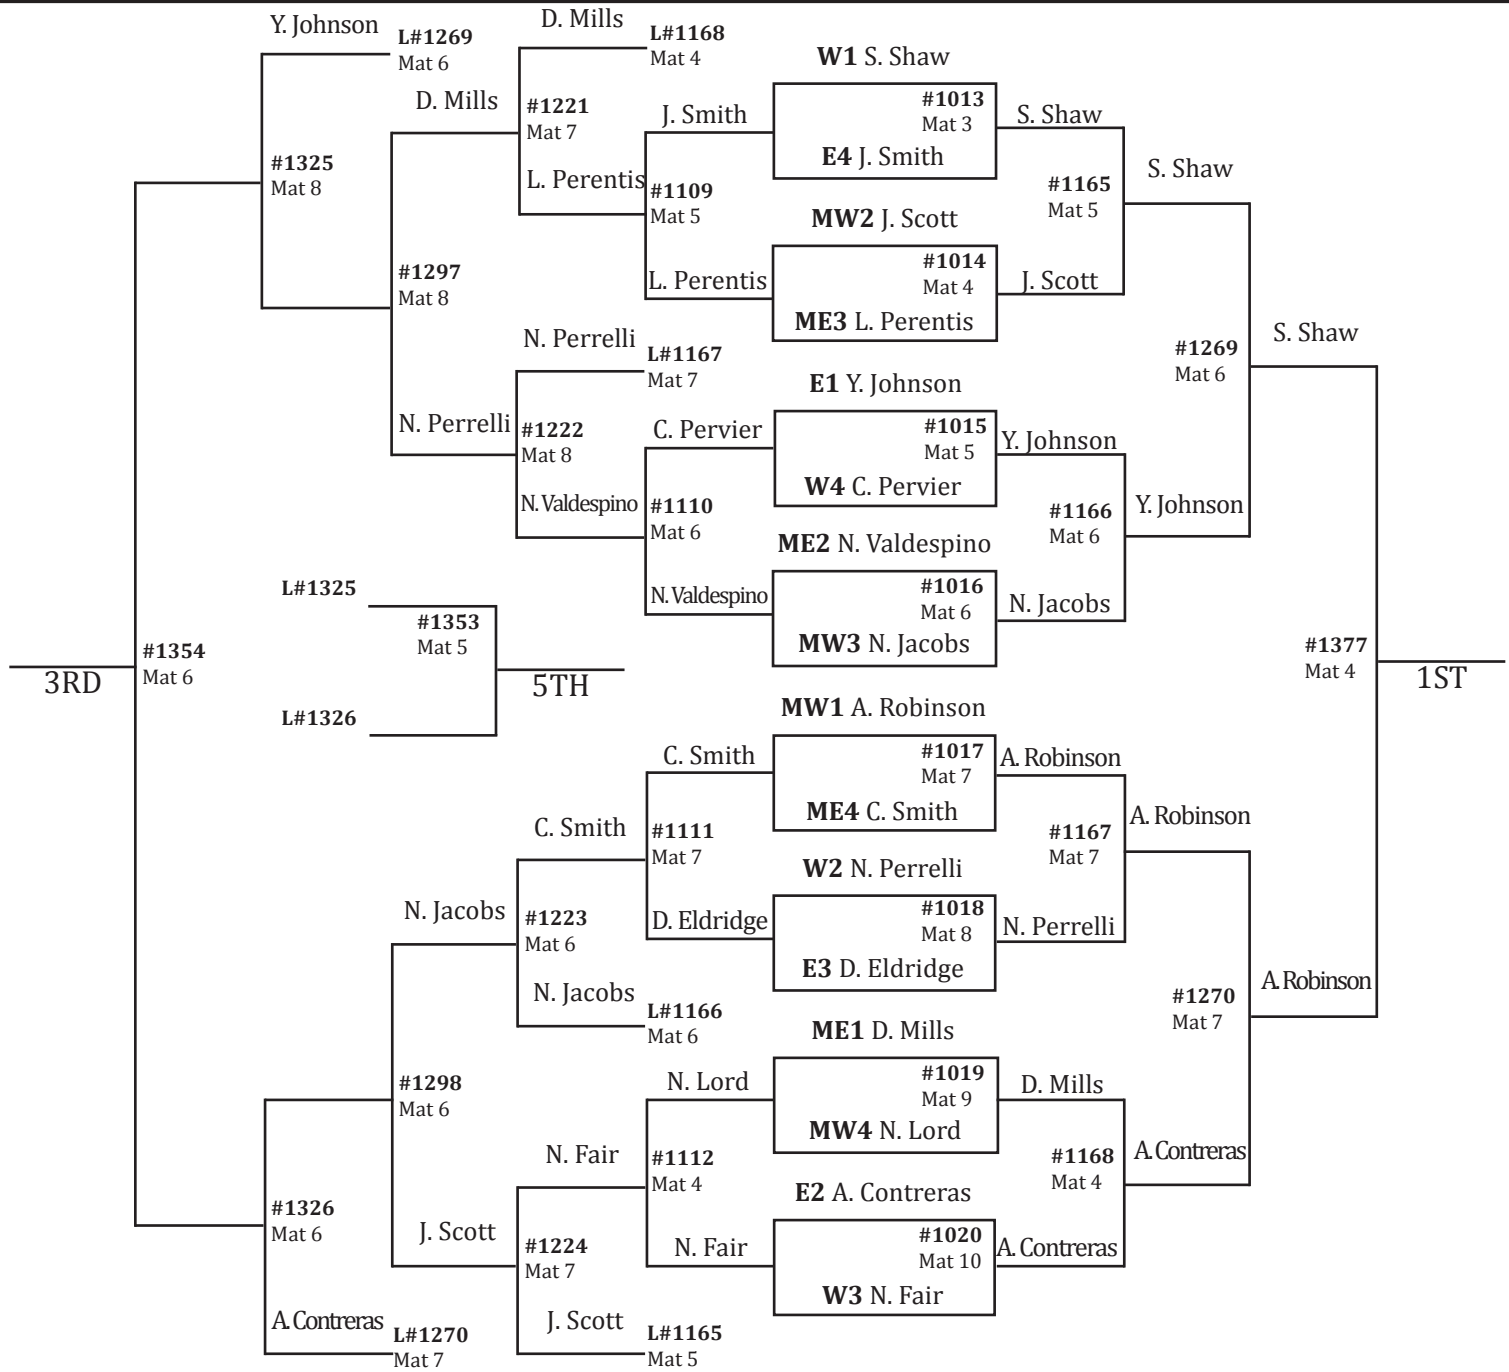 Y. Johnson
L#1269
Mat 6
D. Mills
L#1168
Mat 4
D. Mills
#1221
Mat 7
#1325
Mat 8
L. Perentis
#1297
Mat 8
N. Perrelli
L#1167
Mat 7
N. Perrelli
#1222
Mat 8
N. Valdespino
J. Smith
#1109
Mat 5
L. Perentis
C. Pervier
#1110
Mat 6
N. Valdespino
W1 S. Shaw
#1013
Mat 3
E4 J. Smith
MW2 J. Scott
#1014
Mat 4
ME3 L. Perentis
E1 Y. Johnson
#1015
Mat 5
W4 C. Pervier
ME2 N. Valdespino
#1016
Mat 6
MW3 N. Jacobs
S. Shaw
#1165
Mat 5
J. Scott
Y. Johnson
#1166
Mat 6
N. Jacobs
S. Shaw
#1269
Mat 6
Y. Johnson
S. Shaw
#1377
Mat 4
1ST
L#1325
#1353
Mat 5
5TH
L#1326
3RD
#1354
Mat 6
MW1 A. Robinson
#1017
Mat 7
ME4 C. Smith
W2 N. Perrelli
#1018
Mat 8
E3 D. Eldridge
ME1 D. Mills
#1019
Mat 9
MW4 N. Lord
E2 A. Contreras
#1020
Mat 10
W3 N. Fair
A. Robinson
#1167
Mat 7
N. Perrelli
D. Mills
#1168
Mat 4
A. Contreras
A. Robinson
#1270
Mat 7
A. Contreras
A. Robinson
C. Smith
#1111
Mat 7
D. Eldridge
N. Lord
#1112
Mat 4
N. Fair
C. Smith
#1223
Mat 6
N. Jacobs
L#1166
Mat 6
N. Fair
#1224
Mat 7
J. Scott
L#1165
Mat 5
N. Jacobs
#1298
Mat 6
J. Scott
#1326
Mat 6
A. Contreras
L#1270
Mat 7